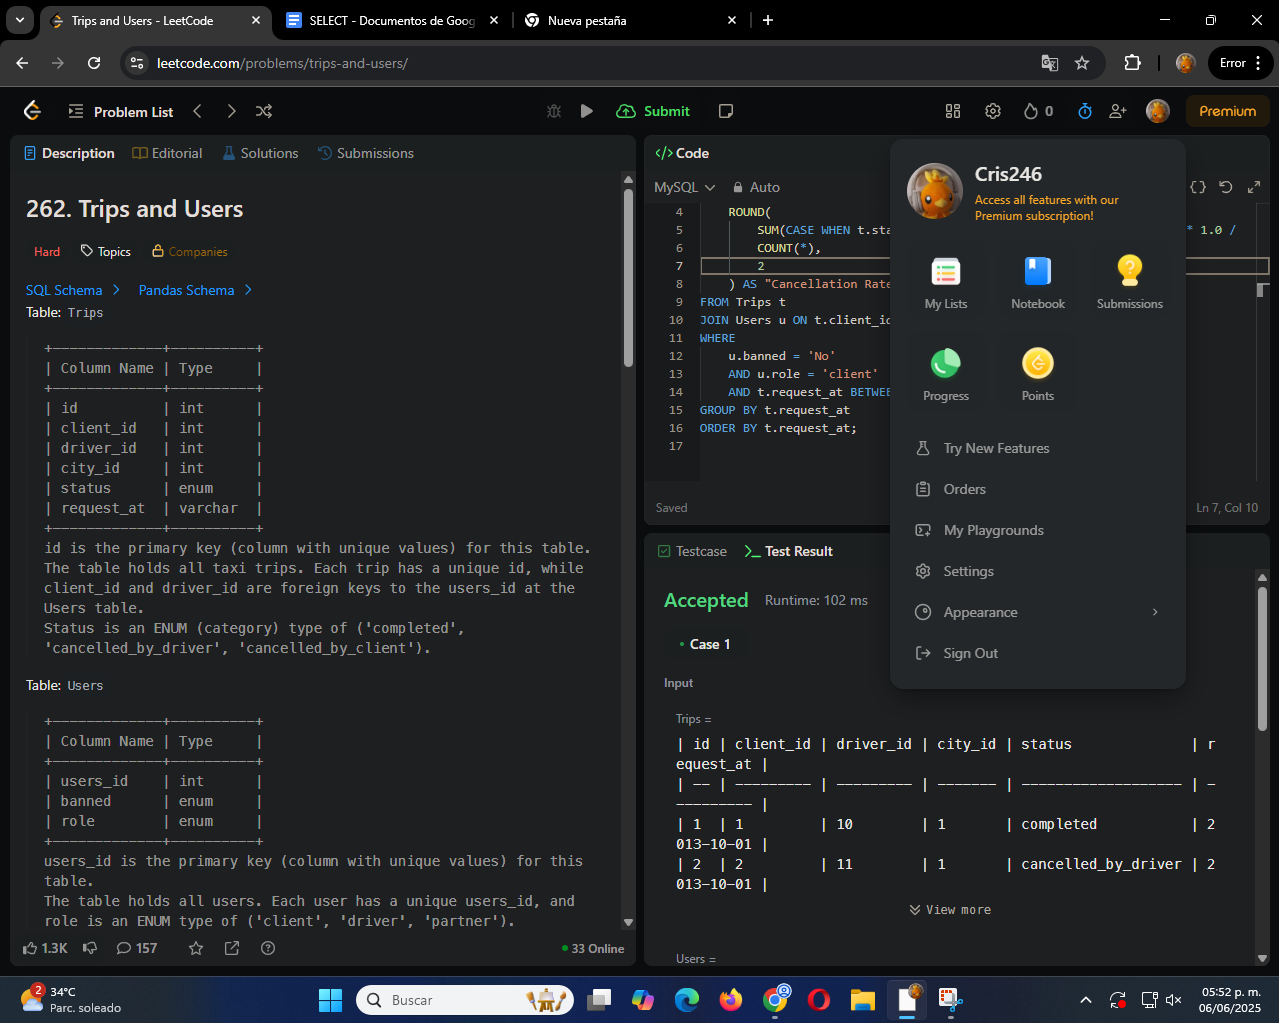 Trips and Users - LeetCode
SELECT - Documentos de Goog
Nueva pestaña
leetcode.com/problems/trips-and-users/
Error
Problem List
Submit
0
Premium
Description
Editorial
Solutions
Submissions
262. Trips and Users
Hard
Topics
Companies
SQL Schema
Pandas Schema
Table: Trips
+-------------+----------+
| Column Name | Type     |
+-------------+----------+
| id          | int      |
| client_id   | int      |
| driver_id   | int      |
| city_id     | int      |
| status      | enum     |
| request_at  | varchar  |
+-------------+----------+
id is the primary key (column with unique values) for this table.
The table holds all taxi trips. Each trip has a unique id, while
client_id and driver_id are foreign keys to the users_id at the
Users table.
Status is an ENUM (category) type of ('completed',
'cancelled_by_driver', 'cancelled_by_client').
Table: Users
+-------------+----------+
| Column Name | Type     |
+-------------+----------+
| users_id    | int      |
| banned      | enum     |
| role        | enum     |
+-------------+----------+
users_id is the primary key (column with unique values) for this
table.
The table holds all users. Each user has a unique users_id, and
role is an ENUM type of ('client', 'driver', 'partner').
1.3K
157
33 Online
</> Code
MySQL
Auto
4 ROUND(
5 SUM(CASE WHEN t.sta * 1.0 /
6 COUNT(*),
7 2
8 ) AS "Cancellation Rate
9 FROM Trips t
10 JOIN Users u ON t.client_id
11 WHERE
12 u.banned = 'No'
13 AND u.role = 'client'
14 AND t.request_at BETWEE
15 GROUP BY t.request_at
16 ORDER BY t.request_at;
17
Saved
Ln 7, Col 10
Cris246
Access all features with our
Premium subscription!
My Lists
Notebook
Submissions
Progress
Points
Try New Features
Orders
My Playgrounds
Settings
Appearance
Sign Out
Testcase
Test Result
Accepted
Runtime: 102 ms
• Case 1
Input
Trips =
| id | client_id | driver_id | city_id | status              | r
equest_at |
| -- | --------- | --------- | ------- | ------------------- | -
--------- |
| 1  | 1         | 10        | 1       | completed           | 2
013-10-01 |
| 2  | 2         | 11        | 1       | cancelled_by_driver | 2
013-10-01 |
View more
Users =
2
34°C
Parc. soleado
Buscar
05:52 p. m.
06/06/2025